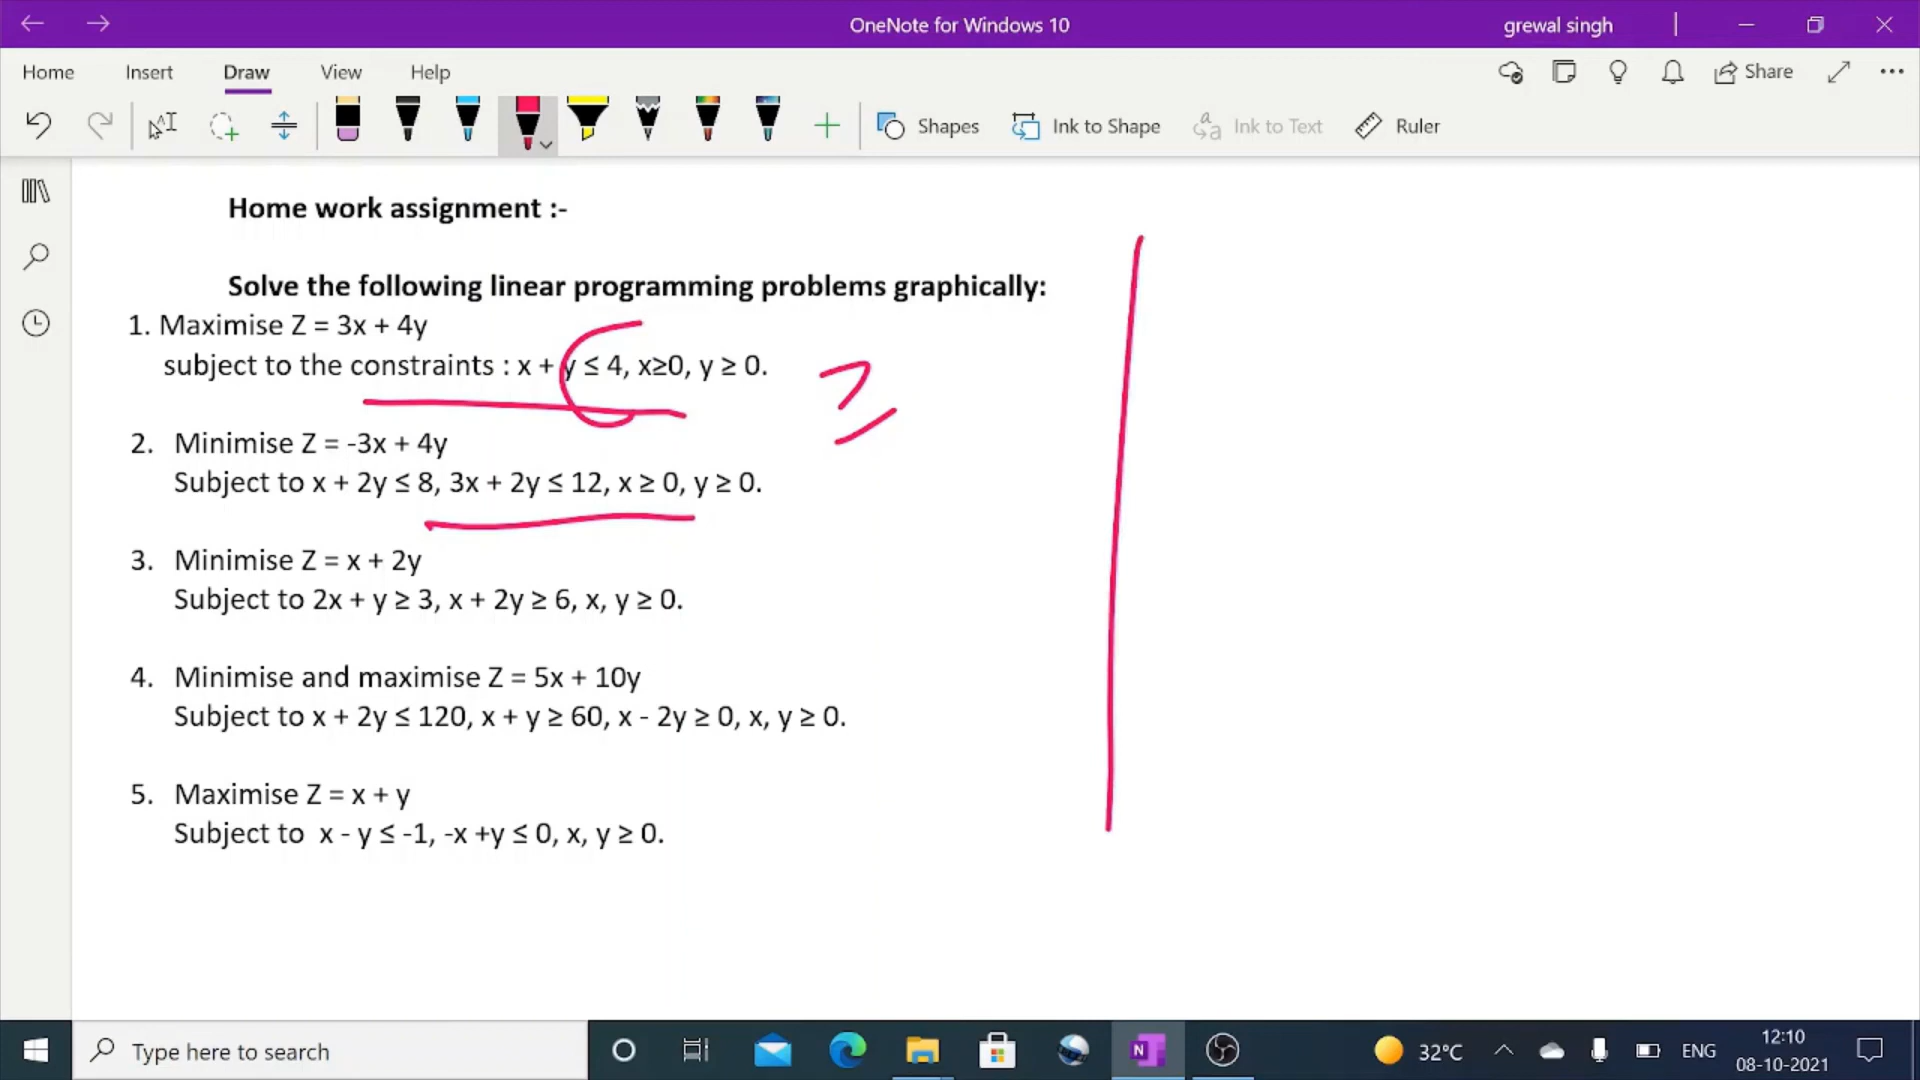 OneNote for Windows 10
grewal singh
Home Insert Draw View Help
Share
Shapes
Ink to Shape
Ink to Text
Ruler
Home work assignment :-
Solve the following linear programming problems graphically:
1. Maximise Z = 3x + 4y
subject to the constraints : x + y ≤ 4, x≥0, y ≥ 0.
2. Minimise Z = -3x + 4y
Subject to x + 2y ≤ 8, 3x + 2y ≤ 12, x ≥ 0, y ≥ 0.
3. Minimise Z = x + 2y
Subject to 2x + y ≥ 3, x + 2y ≥ 6, x, y ≥ 0.
4. Minimise and maximise Z = 5x + 10y
Subject to x + 2y ≤ 120, x + y ≥ 60, x - 2y ≥ 0, x, y ≥ 0.
5. Maximise Z = x + y
Subject to x - y ≤ -1, -x +y ≤ 0, x, y ≥ 0.
Type here to search
32°C
ENG
12:10
08-10-2021